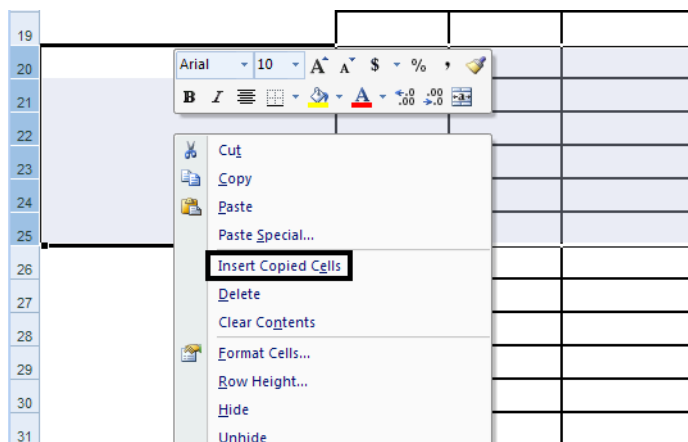 19
20
21
22
23
24
25
26
27
28
29
30
31
Arial 10 A A $ % ,
B I A .0 .00 .00 .0 a
Cut
Copy
Paste
Paste Special...
Insert Copied Cells
Delete
Clear Contents
Format Cells...
Row Height...
Hide
Unhide